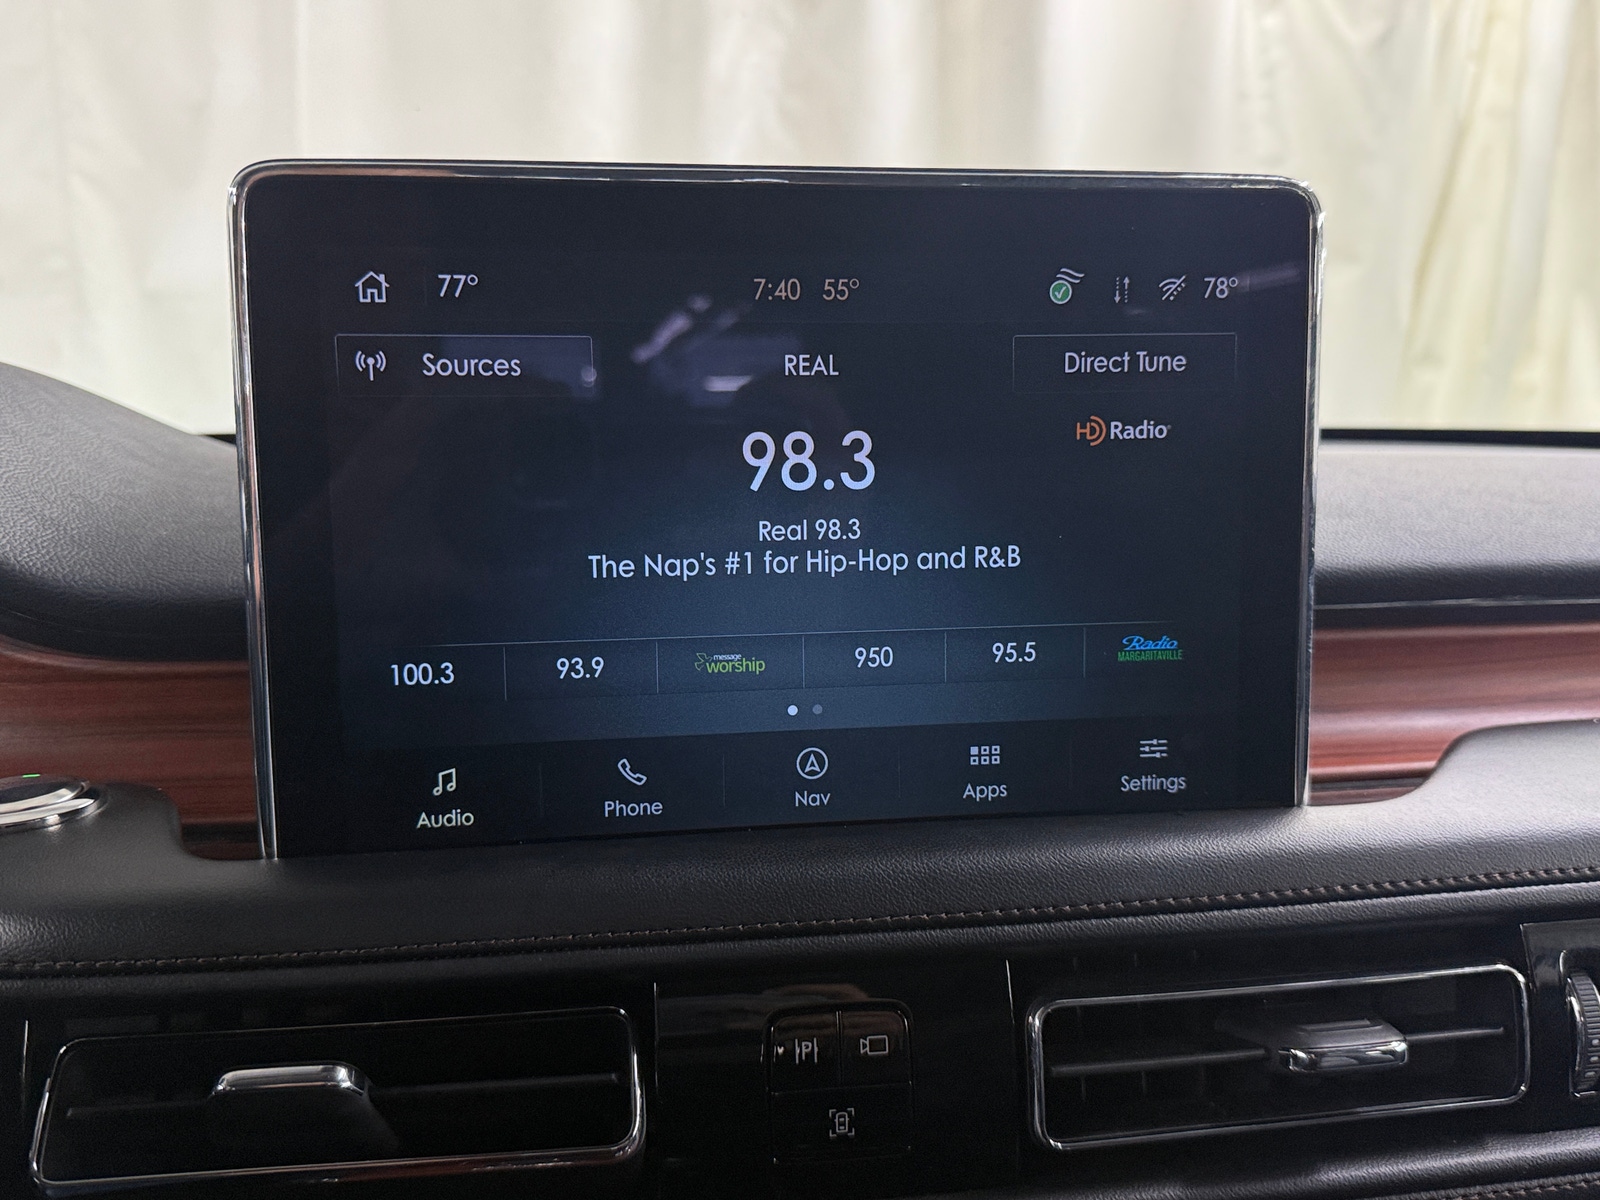 77° 7:40 55° 78°
Sources REAL Direct Tune
HD Radio
98.3
Real 98.3
The Nap's #1 for Hip-Hop and R&B
100.3 93.9 message worship 950 95.5 Radio MARGARITAVILLE
Audio Phone Nav Apps Settings
P